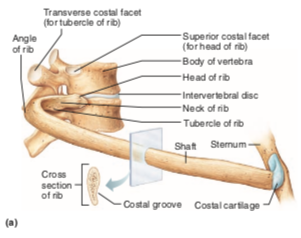 Transverse costal facet
(for tubercle of rib)
Angle
of rib
Superior costal facet
(for head of rib)
Body of vertebra
Head of rib
Intervertebral disc
Neck of rib
Tubercle of rib
Shaft
Sternum
Cross
section
of rib
Costal groove
Costal cartilage
(a)